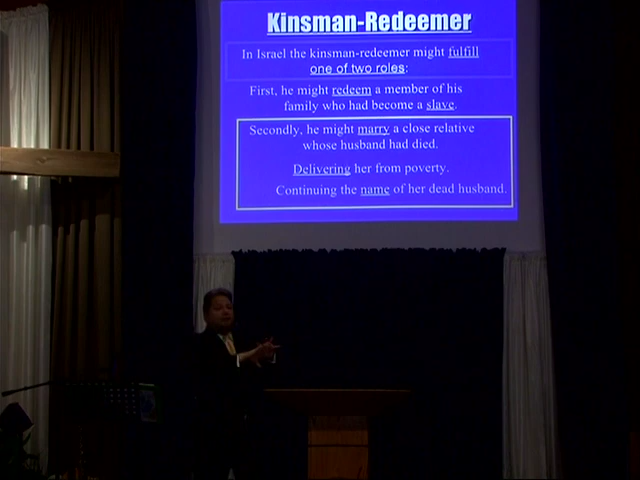 Kinsman-Redeemer
In Israel the kinsman-redeemer might fulfill
one of two roles:
First, he might redeem a member of his
family who had become a slave.
Secondly, he might marry a close relative
whose husband had died.
Delivering her from poverty.
Continuing the name of her dead husband.